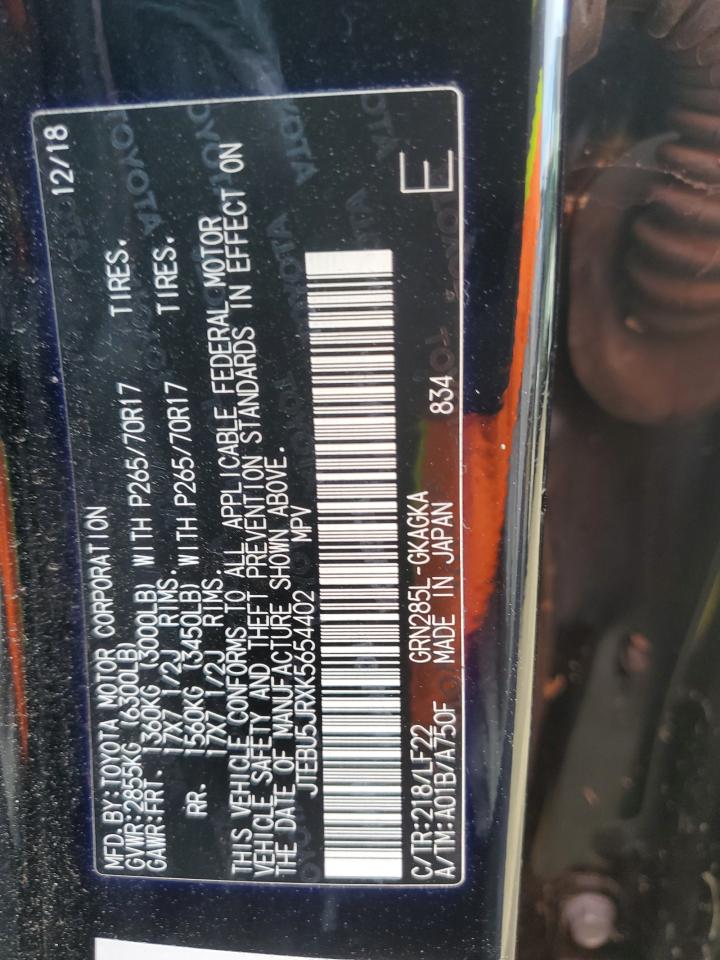 MFD.BY:TOYOTA MOTOR CORPORATION 12/18
GVWR:2855KG (6300LB)
GAWR:FRT. 1360KG (3000LB) WITH P265/70R17 TIRES.
17X7 1/2J RIMS.
RR. 1560KG (3450LB) WITH P265/70R17 TIRES.
17X7 1/2J RIMS.
THIS VEHICLE CONFORMS TO ALL APPLICABLE FEDERAL MOTOR
VEHICLE SAFETY AND THEFT PREVENTION STANDARDS IN EFFECT ON
THE DATE OF MANUFACTURE SHOWN ABOVE.
JTEBU5JRXK5654402 MPV
C/TR:218/LF22 GRN285L-GKAGKA E
A/TM:A01B/A750F MADE IN JAPAN 834